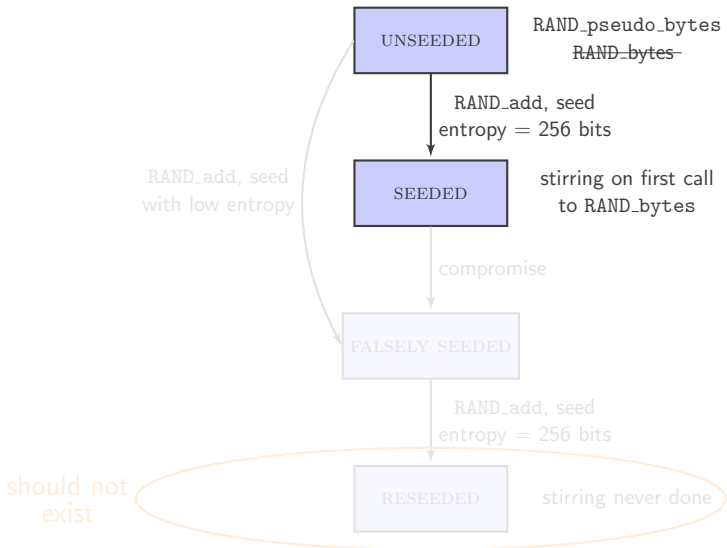 UNSEEDED
RAND_pseudo_bytes
RAND_bytes
RAND_add, seed
entropy = 256 bits
RAND_add, seed
with low entropy
SEEDED
stirring on first call
to RAND_bytes
compromise
FALSELY SEEDED
RAND_add, seed
entropy = 256 bits
should not
exist
RESEEDED
stirring never done